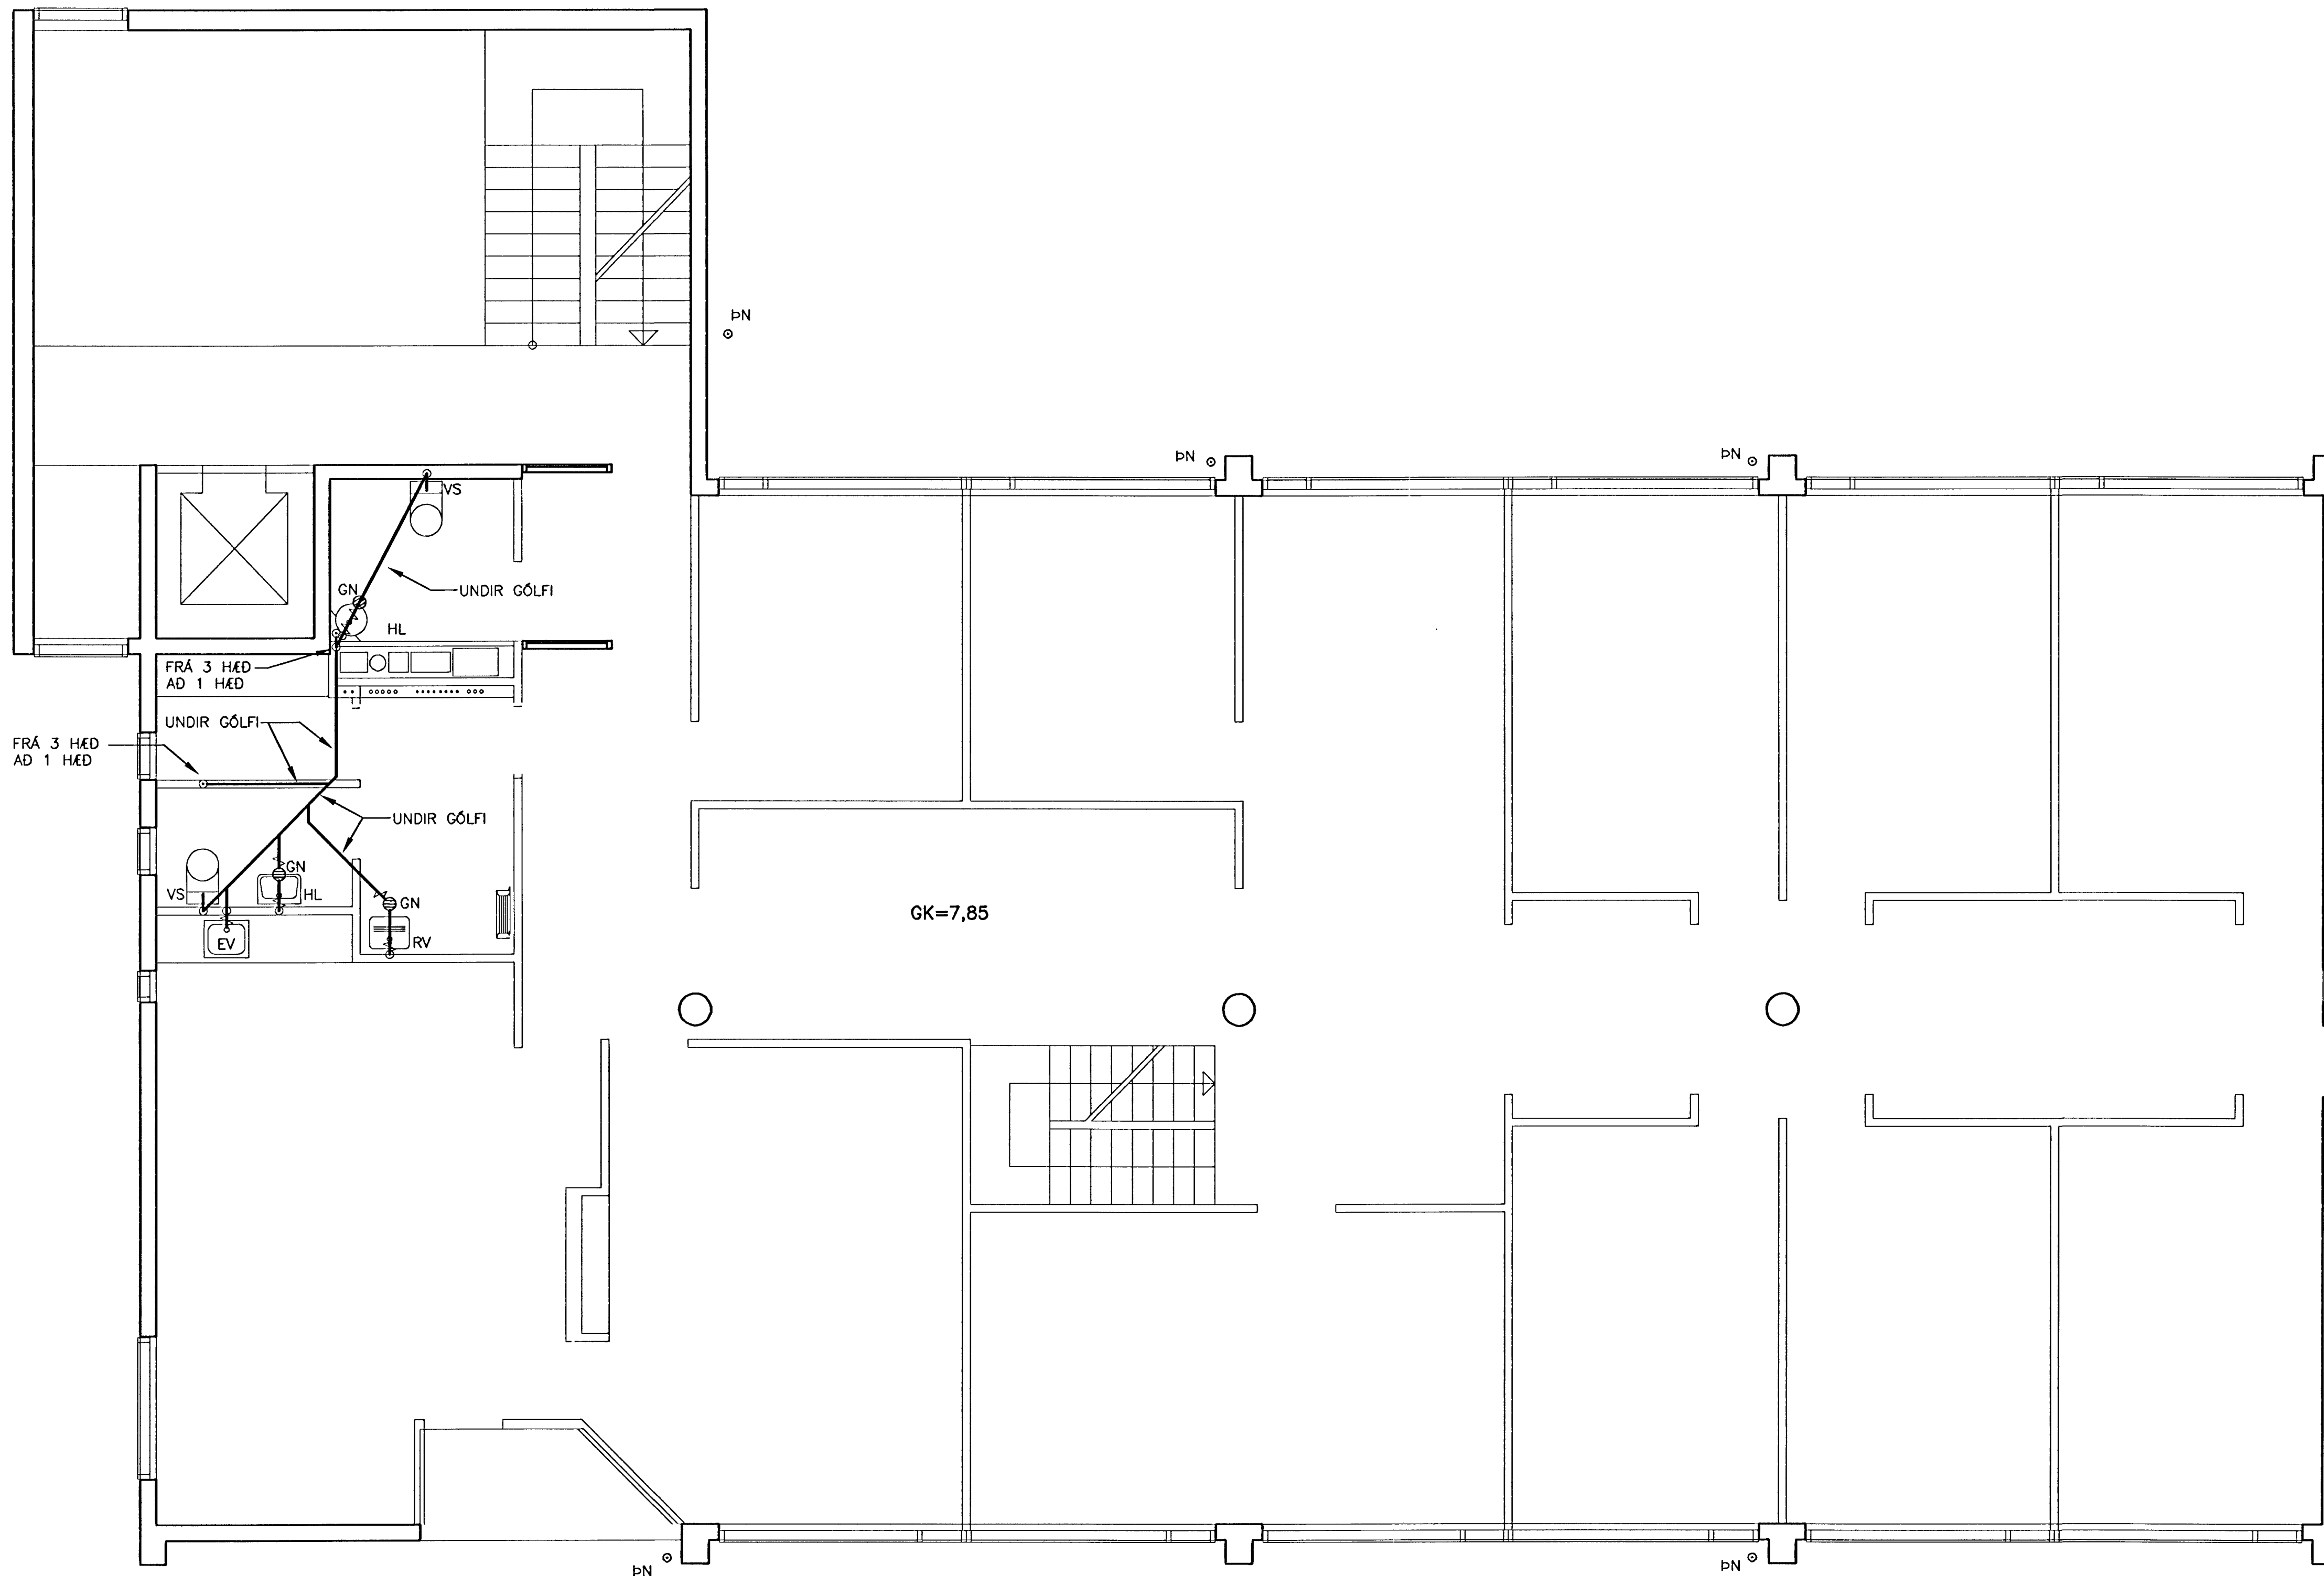 ÞN
ÞN
ÞN
VS
UNDIR GÓLFI
GN
HL
FRÁ 3 HÆÐ
AÐ 1 HÆÐ
UNDIR GÓLFI
FRÁ 3 HÆÐ
AÐ 1 HÆÐ
UNDIR GÓLFI
GN
VS
HL
GN
EV
RV
GK=7,85
ÞN
ÞN